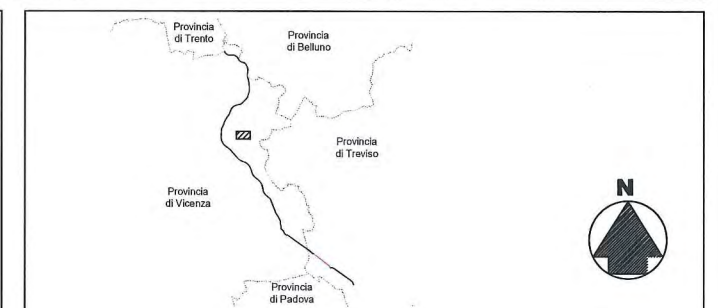 Provincia
di Trento
Provincia
di Belluno
Provincia
di Treviso
Provincia
di Vicenza
N
Provincia
di Padova